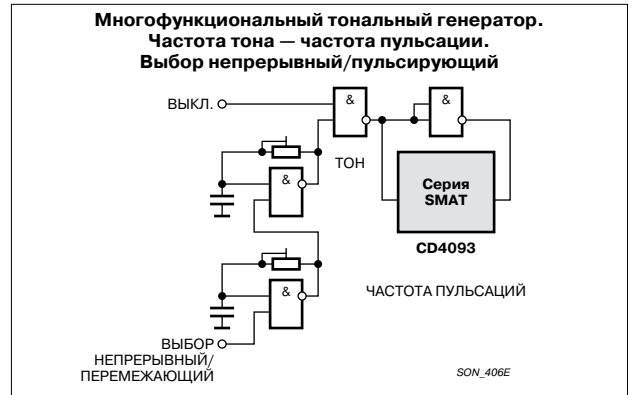 Многофункциональный тональный генератор.
Частота тона — частота пульсации.
Выбор непрерывный/пульсирующий
ВЫКЛ.
&
&
ТОН
&
Серия
SMAT
CD4093
&
ЧАСТОТА ПУЛЬСАЦИЙ
ВЫБОР
НЕПРЕРЫВНЫЙ/
ПЕРЕМЕЖАЮЩИЙ
SON_406E